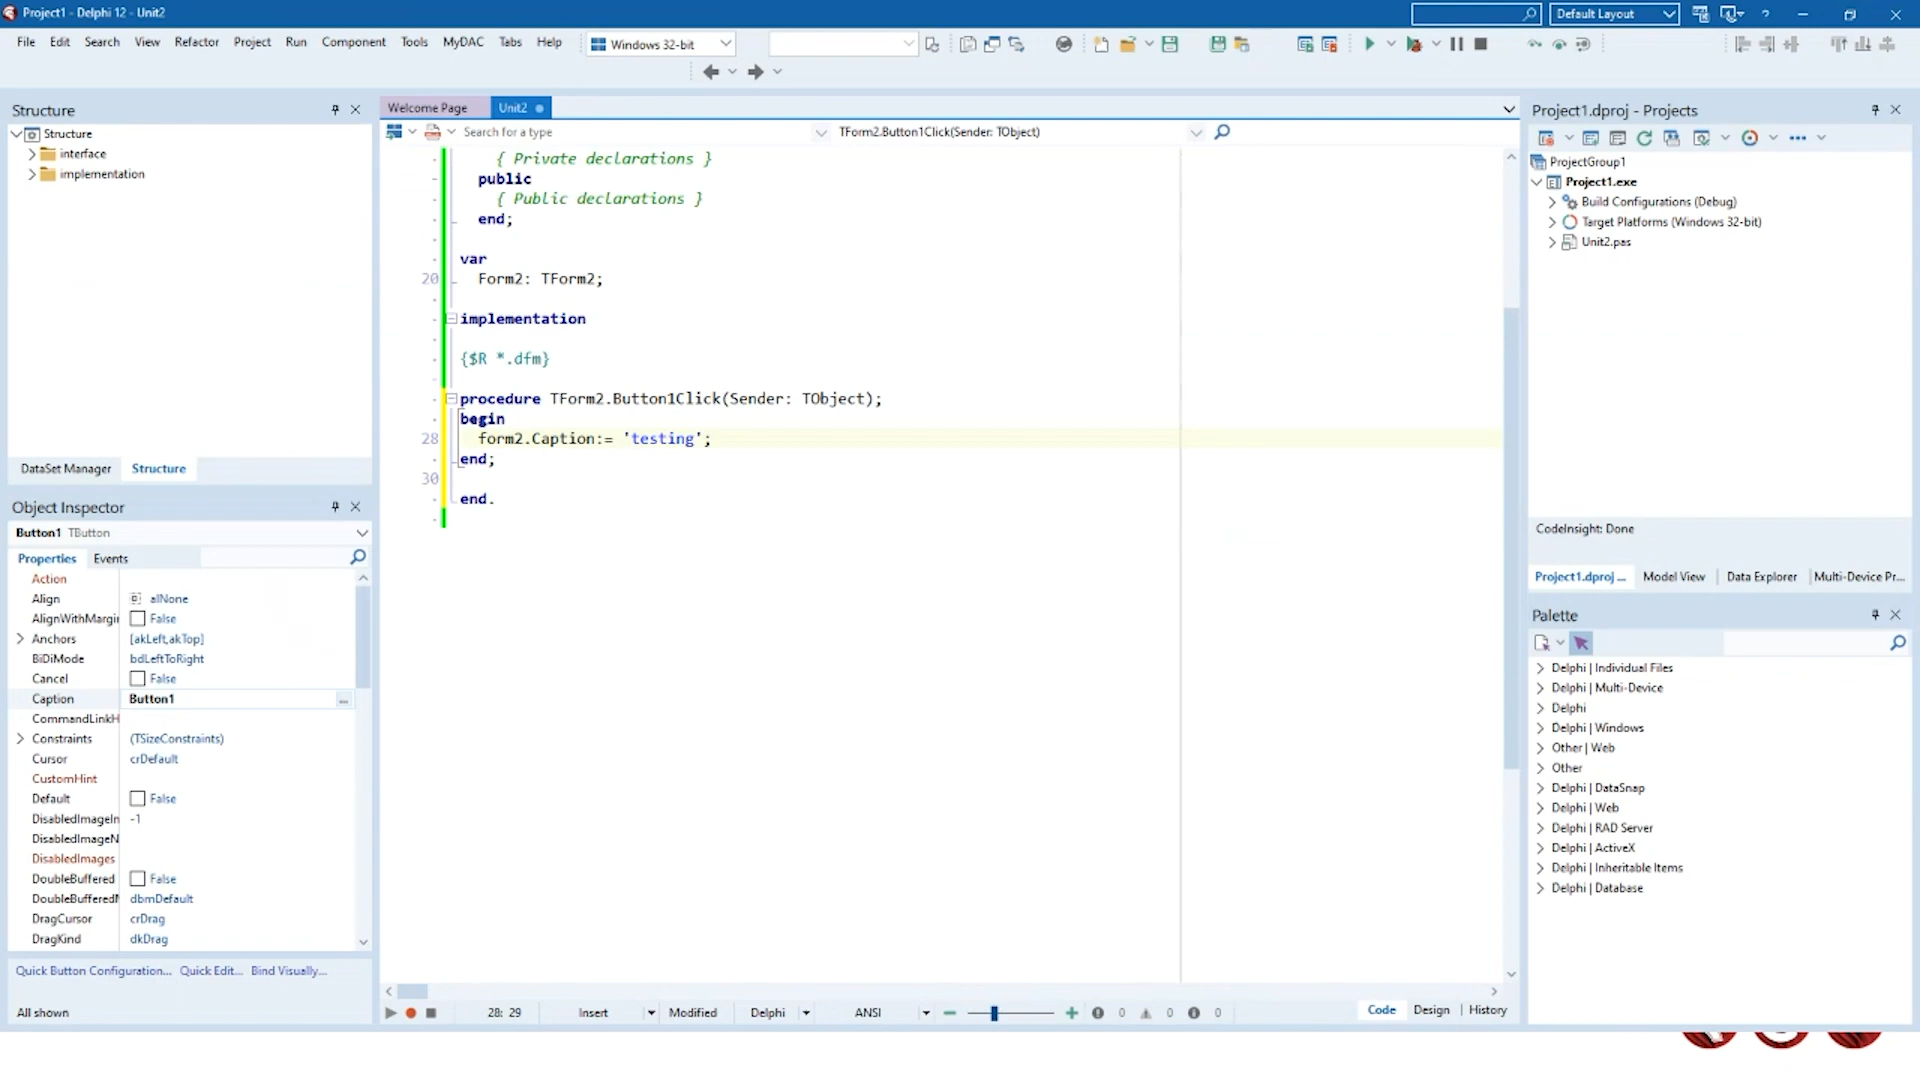 Project1 - Delphi 12 - Unit2
Default Layout
?
File Edit Search View Refactor Project Run Component Tools MyDAC Tabs Help
Windows 32-bit
Structure
Structure
interface
implementation
DataSet Manager Structure
Object Inspector
Button1 TButton
Properties Events
Action
Align alNone
AlignWithMargi False
Anchors [akLeft,akTop]
BiDiMode bdLeftToRight
Cancel False
Caption Button1 ...
CommandLinkH
Constraints (TSizeConstraints)
Cursor crDefault
CustomHint
Default False
DisabledImageIn -1
DisabledImageN
DisabledImages
DoubleBuffered False
DoubleBufferedM dbmDefault
DragCursor crDrag
DragKind dkDrag
Quick Button Configuration... Quick Edit... Bind Visually...
All shown
Welcome Page Unit2
Search for a type TForm2.Button1Click(Sender: TObject)
{ Private declarations }
public
{ Public declarations }
end;
var
20 Form2: TForm2;
implementation
{$R *.dfm}
procedure TForm2.Button1Click(Sender: TObject);
begin
28 form2.Caption:= 'testing';
end;
30
end.
28: 29 Insert Modified Delphi ANSI 0 0 0 Code Design History
Project1.dproj - Projects
ProjectGroup1
Project1.exe
Build Configurations (Debug)
Target Platforms (Windows 32-bit)
Unit2.pas
CodeInsight: Done
Project1.dproj ... Model View Data Explorer Multi-Device Pr...
Palette
Delphi | Individual Files
Delphi | Multi-Device
Delphi
Delphi | Windows
Other | Web
Other
Delphi | DataSnap
Delphi | Web
Delphi | RAD Server
Delphi | ActiveX
Delphi | Inheritable Items
Delphi | Database